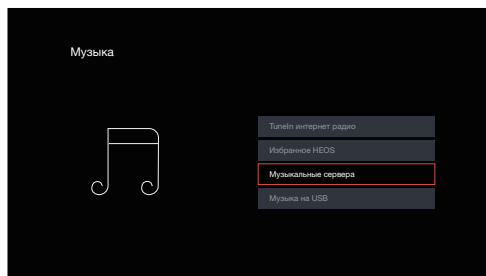 Музыка
TuneIn интернет радио
Избранное HEOS
Музыкальные сервера
Музыка на USB